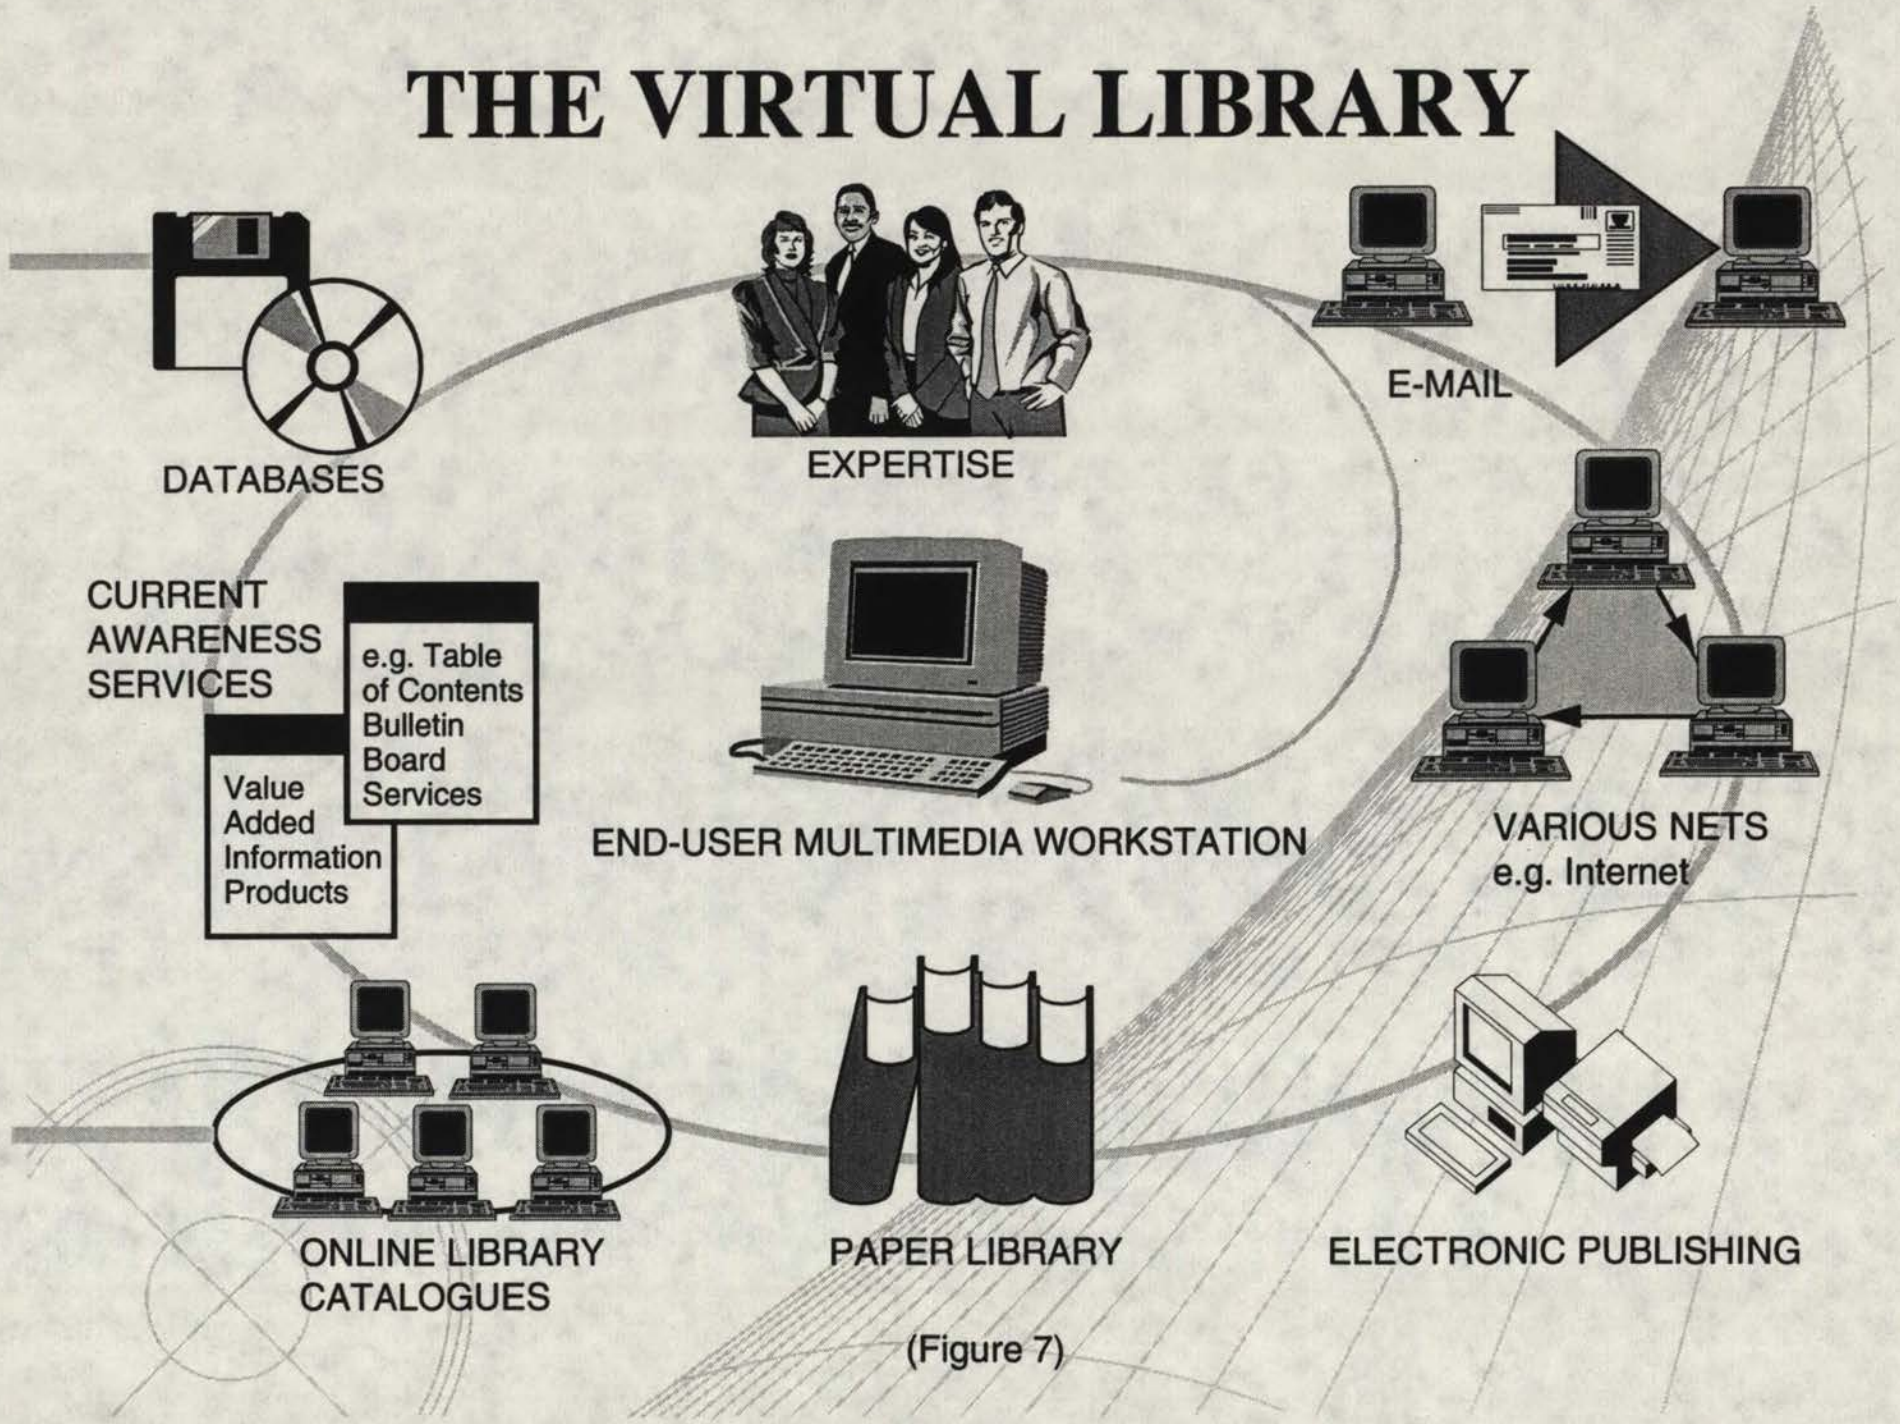 THE VIRTUAL LIBRARY
DATABASES
EXPERTISE
E-MAIL
CURRENT
AWARENESS
SERVICES
e.g. Table
of Contents
Bulletin
Board
Services
Value
Added
Information
Products
END-USER MULTIMEDIA WORKSTATION
VARIOUS NETS
e.g. Internet
ONLINE LIBRARY
CATALOGUES
PAPER LIBRARY
ELECTRONIC PUBLISHING
(Figure 7)